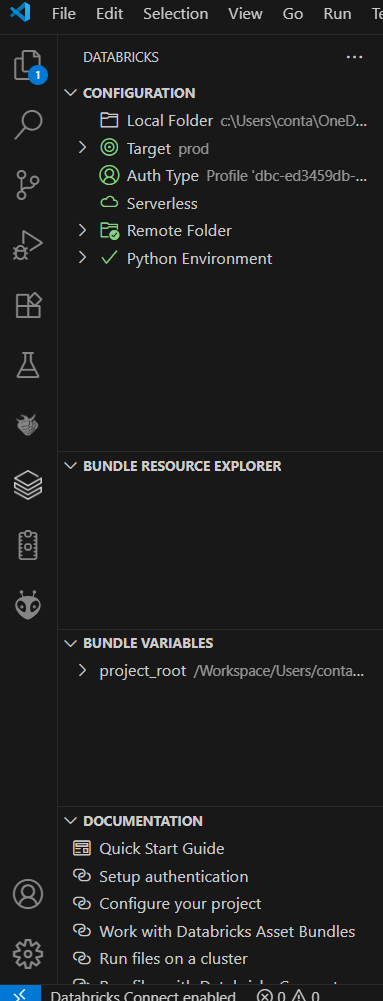 File Edit Selection View Go Run
DATABRICKS
1
CONFIGURATION
Local Folder c:\Users\conta\OneD...
Target prod
Auth Type Profile 'dbc-ed3459db-...
Serverless
Remote Folder
Python Environment
BUNDLE RESOURCE EXPLORER
BUNDLE VARIABLES
project_root /Workspace/Users/conta...
DOCUMENTATION
Quick Start Guide
Setup authentication
Configure your project
Work with Databricks Asset Bundles
Run files on a cluster
Databricks Connect enabled 0 0